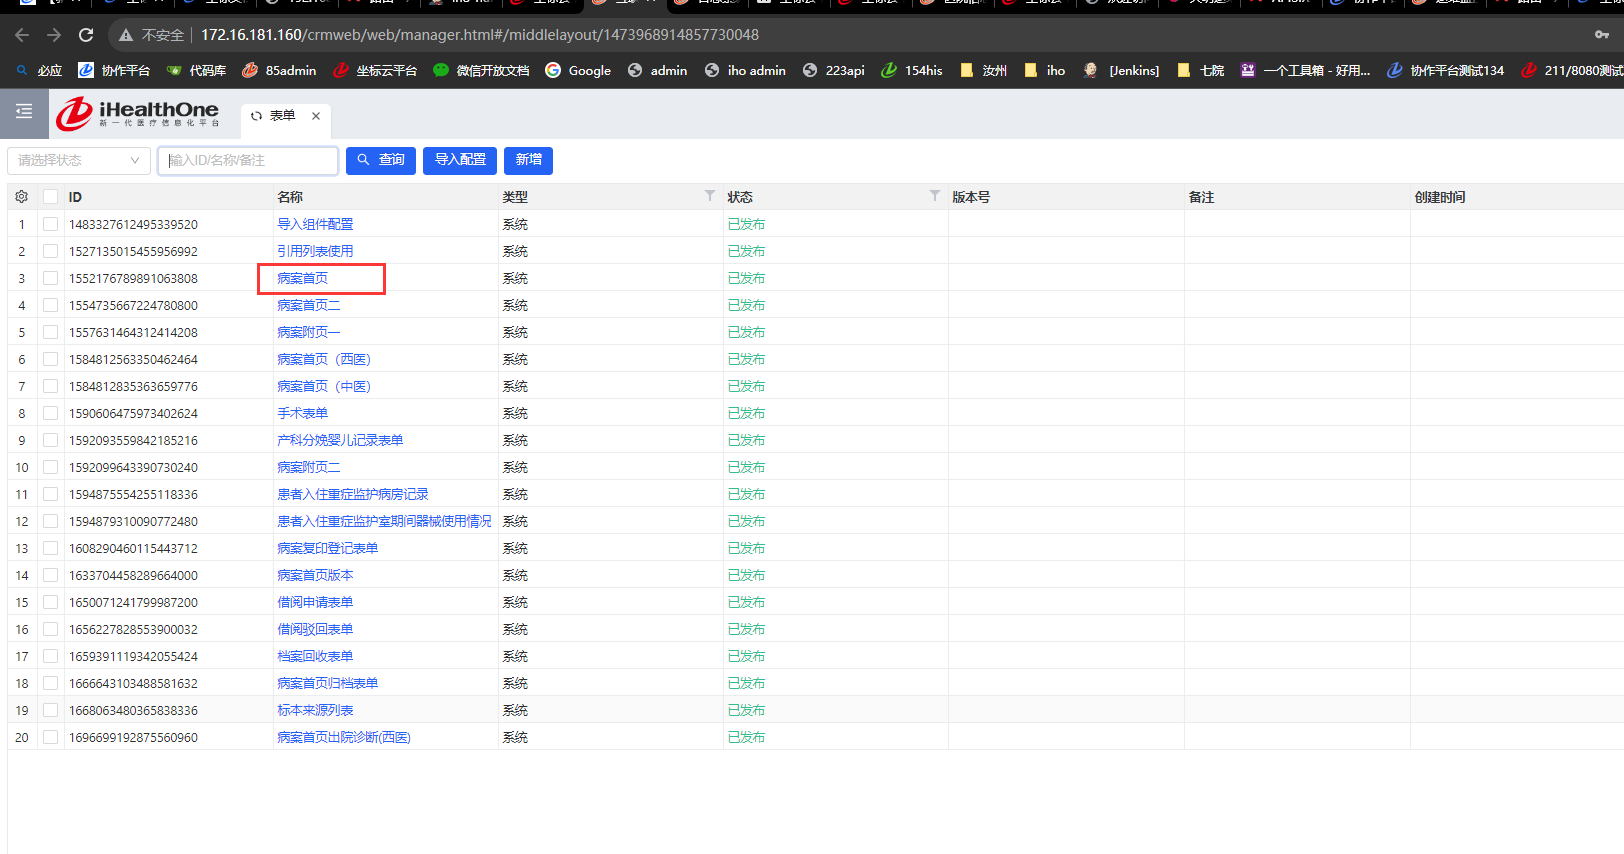 不安全 172.16.181.160/crmweb/web/manager.html#/middlelayout/1473968914857730048
必应 协作平台 代码库 85admin 坐标云平台 微信开放文档 Google admin iho admin 223api 154his 汝州 iho [Jenkins] 七院 一个工具箱 - 好用... 协作平台测试134 211/8080测试
iHealthOne
新一代医疗信息化平台
表单
请选择状态 输入ID/名称/备注 查询 导入配置 新增
ID 名称 类型 状态 版本号 备注 创建时间
1 1483327612495339520 导入组件配置 系统 已发布
2 1527135015455956992 引用列表使用 系统 已发布
3 1552176789891063808 病案首页 系统 已发布
4 1554735667224780800 病案首页二 系统 已发布
5 1557631464312414208 病案附页一 系统 已发布
6 1584812563350462464 病案首页（西医） 系统 已发布
7 1584812835363659776 病案首页（中医） 系统 已发布
8 1590606475973402624 手术表单 系统 已发布
9 1592093559842185216 产科分娩婴儿记录表单 系统 已发布
10 1592099643390730240 病案附页二 系统 已发布
11 1594875554255118336 患者入住重症监护病房记录 系统 已发布
12 1594879310090772480 患者入住重症监护室期间器械使用情况 系统 已发布
13 1608290460115443712 病案复印登记表单 系统 已发布
14 1633704458289664000 病案首页版本 系统 已发布
15 1650071241799987200 借阅申请表单 系统 已发布
16 1656227828553900032 借阅驳回表单 系统 已发布
17 1659391119342055424 档案回收表单 系统 已发布
18 1666643103488581632 病案首页归档表单 系统 已发布
19 1668063480365838336 标本来源列表 系统 已发布
20 1696699192875560960 病案首页出院诊断(西医) 系统 已发布